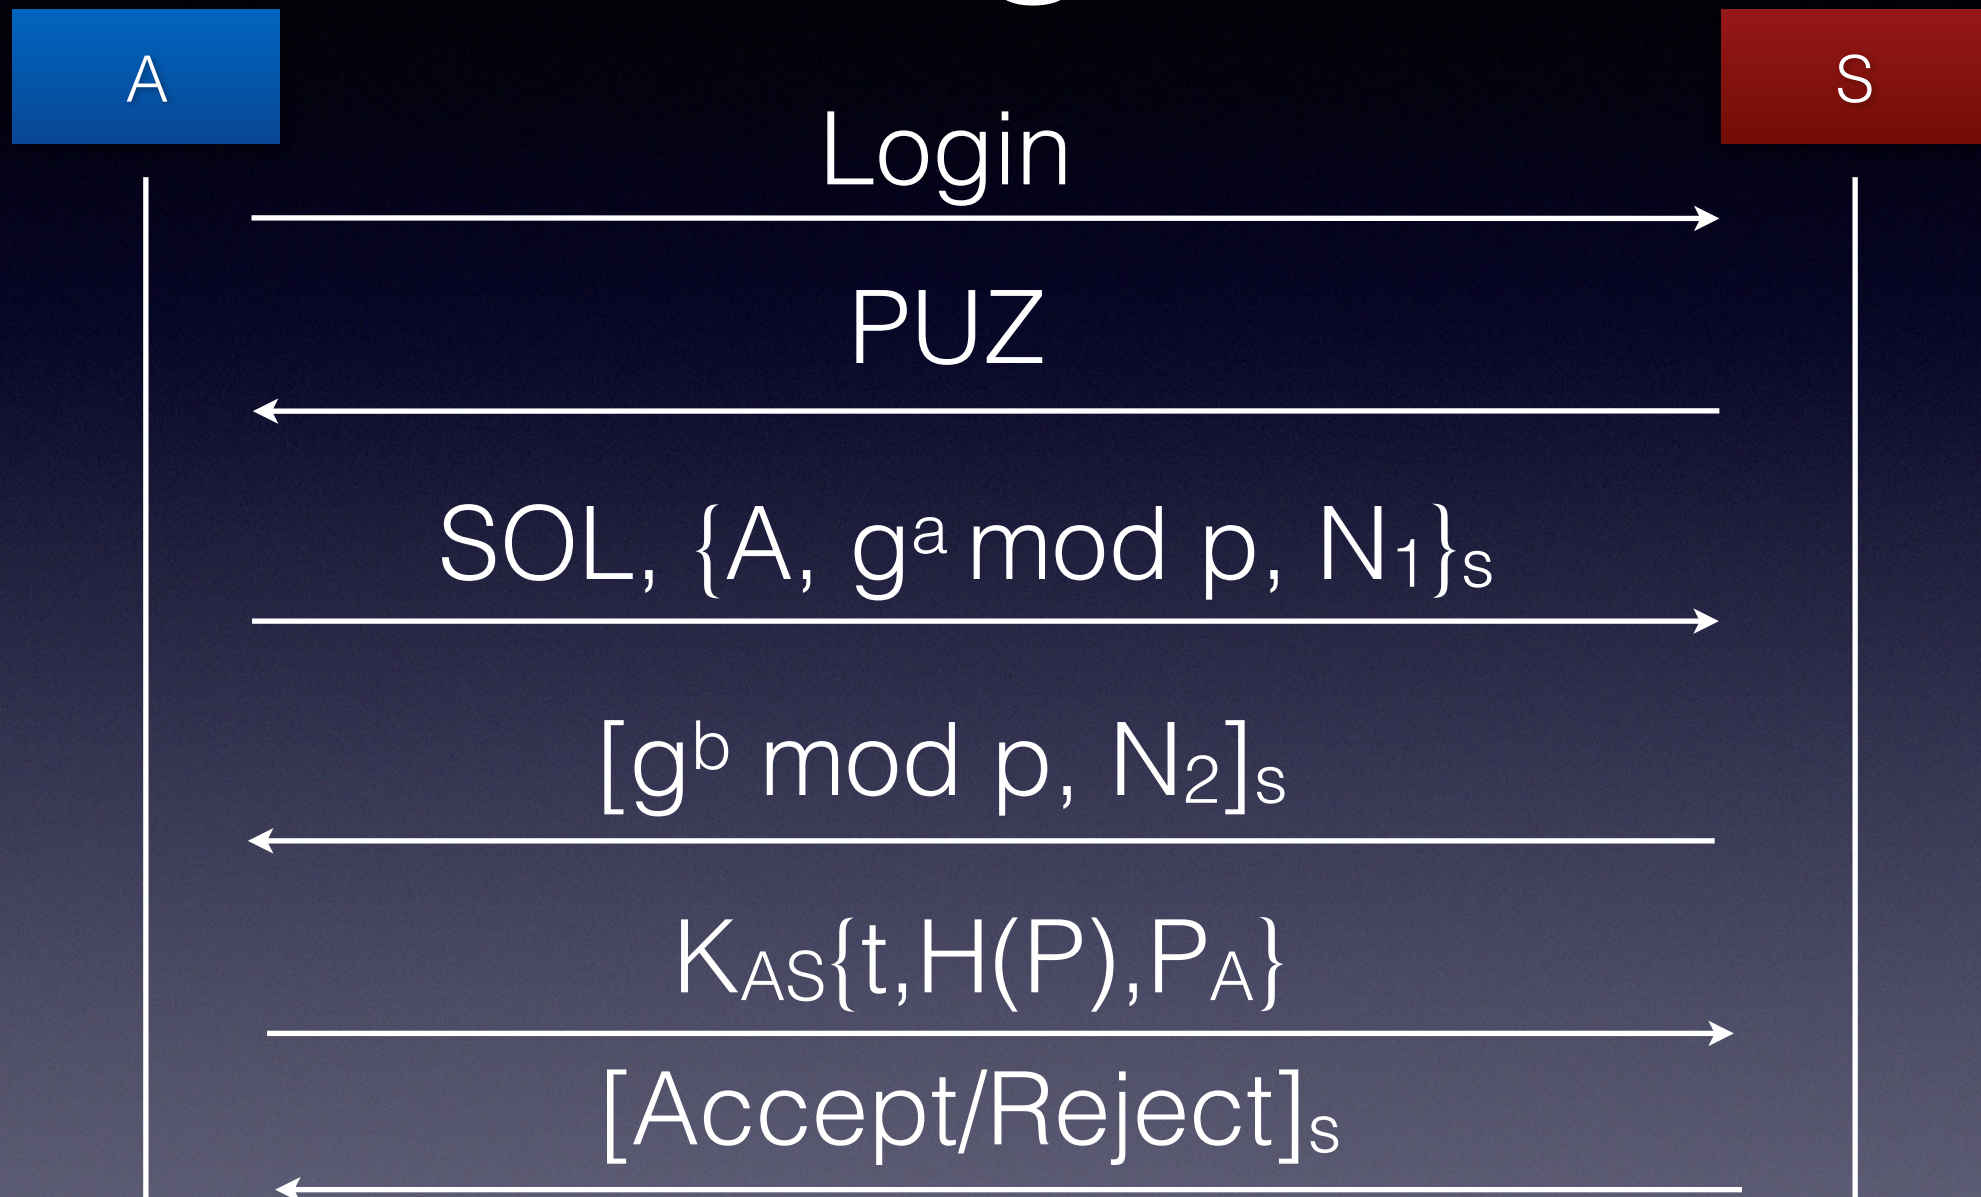 A
S
Login
PUZ
SOL, {A, gᵃ mod p, N₁}ₛ
[gᵇ mod p, N₂]ₛ
K_AS{t,H(P),P_A}
[Accept/Reject]ₛ